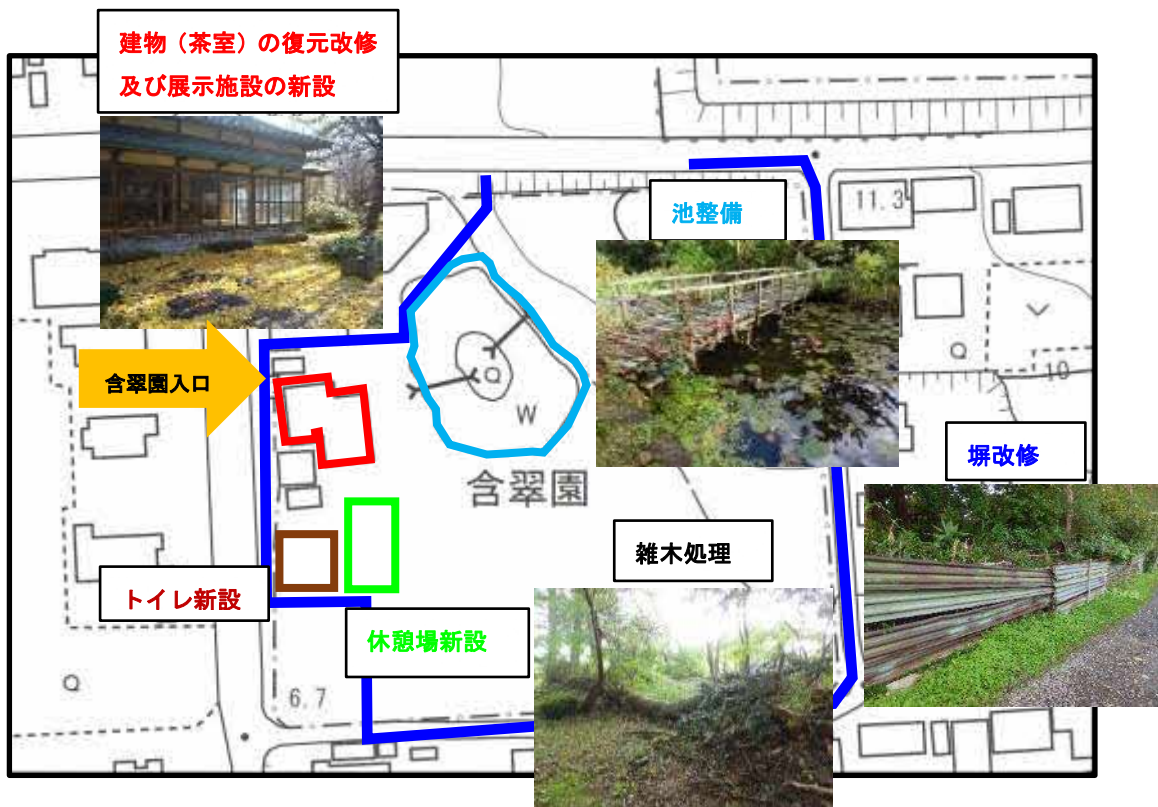 建物（茶室）の復元改修
及び展示施設の新設
池整備
11.3
含翠園入口
10
W
塀改修
含翠園
雑木処理
トイレ新設
休憩場新設
6.7